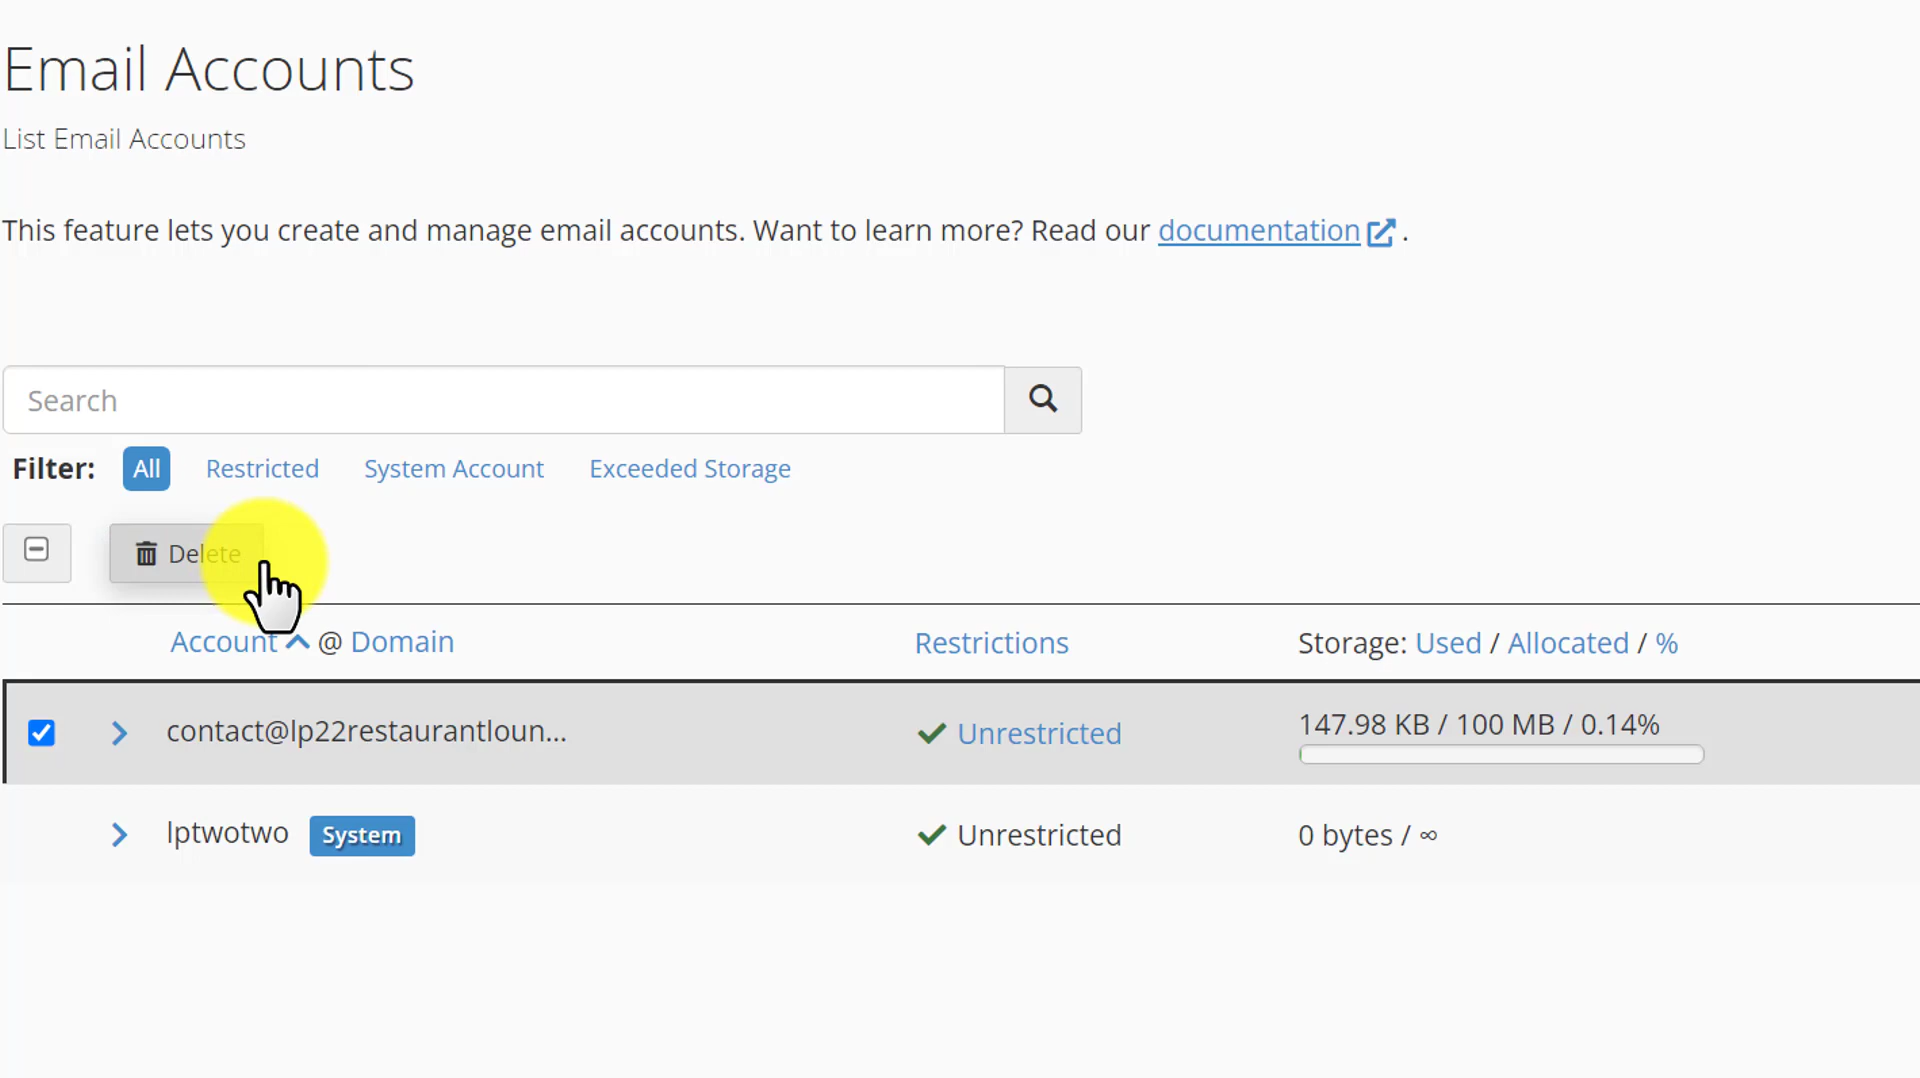 Email Accounts
List Email Accounts
This feature lets you create and manage email accounts. Want to learn more? Read our documentation .
Search
Filter: All Restricted System Account Exceeded Storage
Delete
Account @ Domain Restrictions Storage: Used / Allocated / %
contact@lp22restaurantloun... Unrestricted 147.98 KB / 100 MB / 0.14%
lptwotwo System Unrestricted 0 bytes / ∞